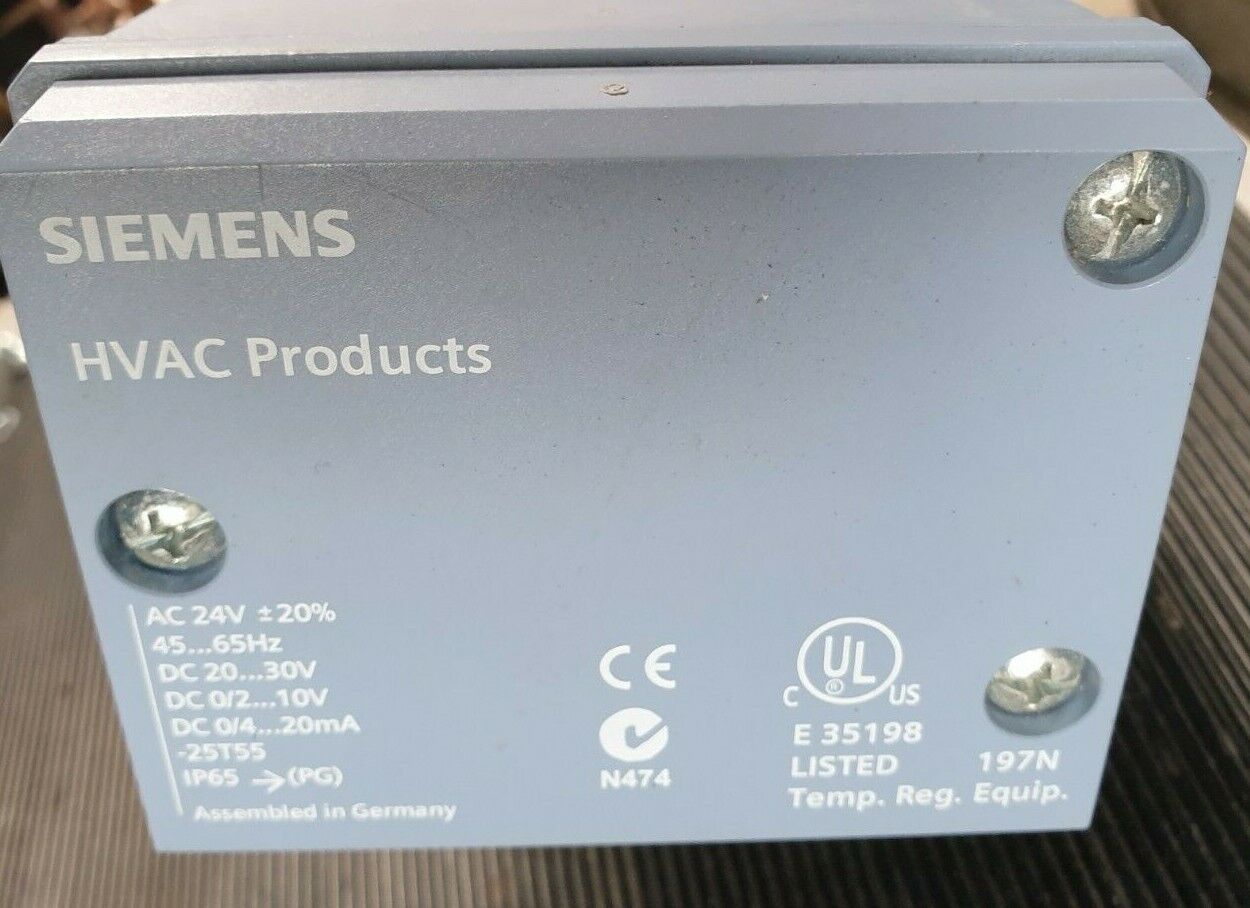 SIEMENS
HVAC Products
AC 24V ±20%
45...65Hz
DC 20...30V
DC 0/2...10V
DC 0/4...20mA
-25T55
IP65 →(PG)
Assembled in Germany
CE
N474
C UL ® US
E 35198
LISTED 197N
Temp. Reg. Equip.